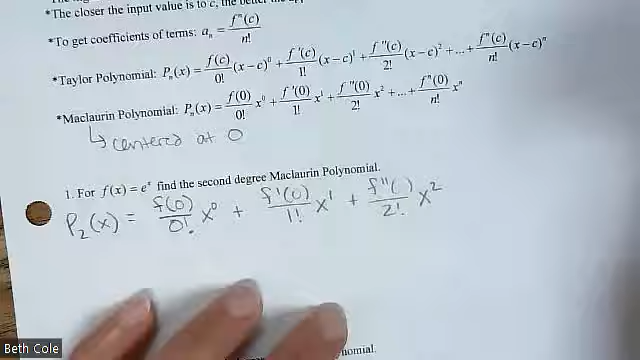 *The closer the input value is to c, the better the
*To get coefficients of terms: aₙ = fⁿ(c)/n!
*Taylor Polynomial: Pₙ(x) = f(c)/0! (x-c)⁰ + f'(c)/1! (x-c)¹ + f''(c)/2! (x-c)² + ... + fⁿ(c)/n! (x-c)ⁿ
*Maclaurin Polynomial: Pₙ(x) = f(0)/0! x⁰ + f'(0)/1! x¹ + f''(0)/2! x² + ... + fⁿ(0)/n! xⁿ
↳ centered at 0
1. For f(x) = eˣ find the second degree Maclaurin Polynomial.
P₂(x) = f(0)/0! x⁰ + f'(0)/1! x¹ + f''( )/2! x²
Beth Cole